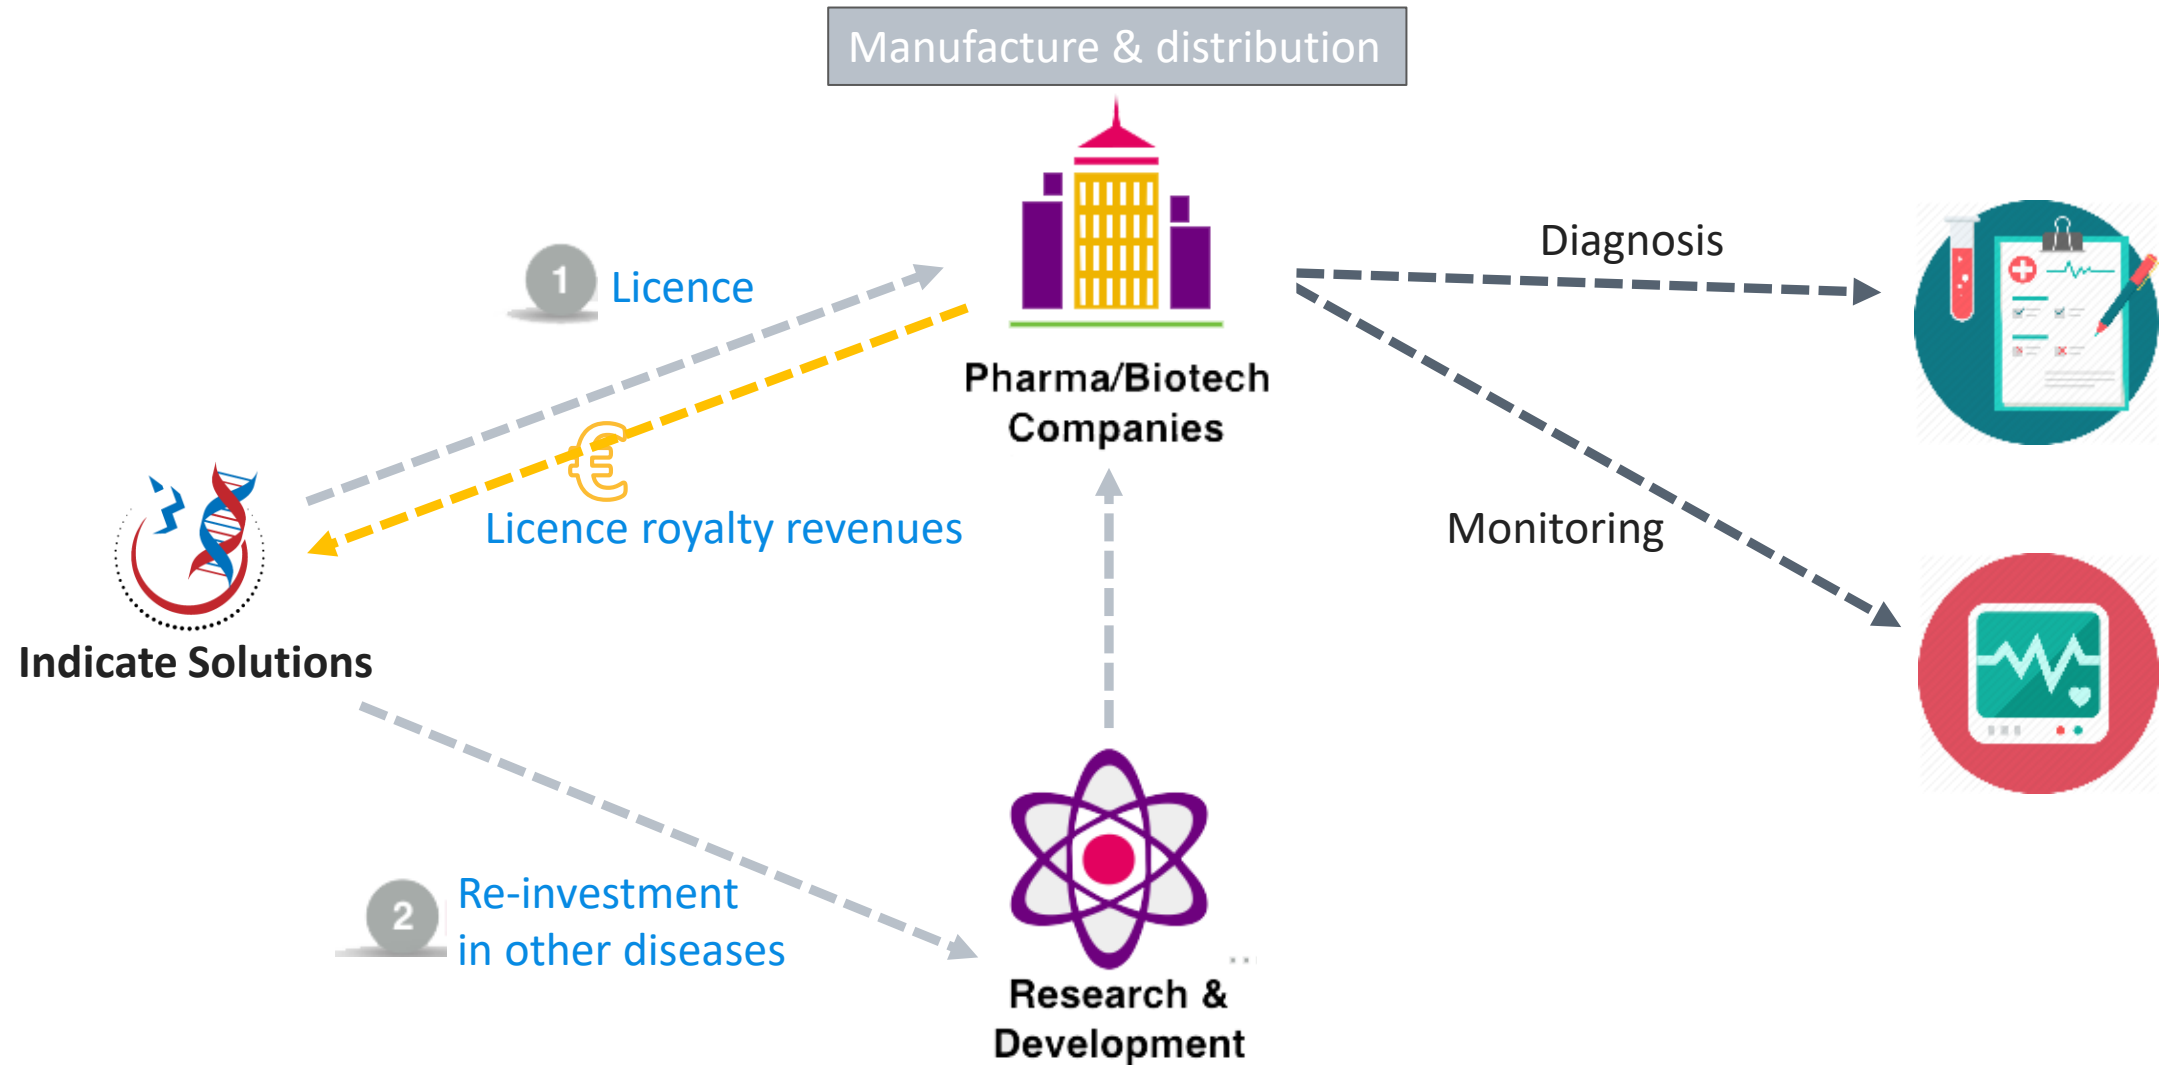 Manufacture & distribution
Diagnosis
1
Licence
Pharma/Biotech
Companies
€
Licence royalty revenues
Monitoring
Indicate Solutions
2
Re-investment
in other diseases
Research &
Development